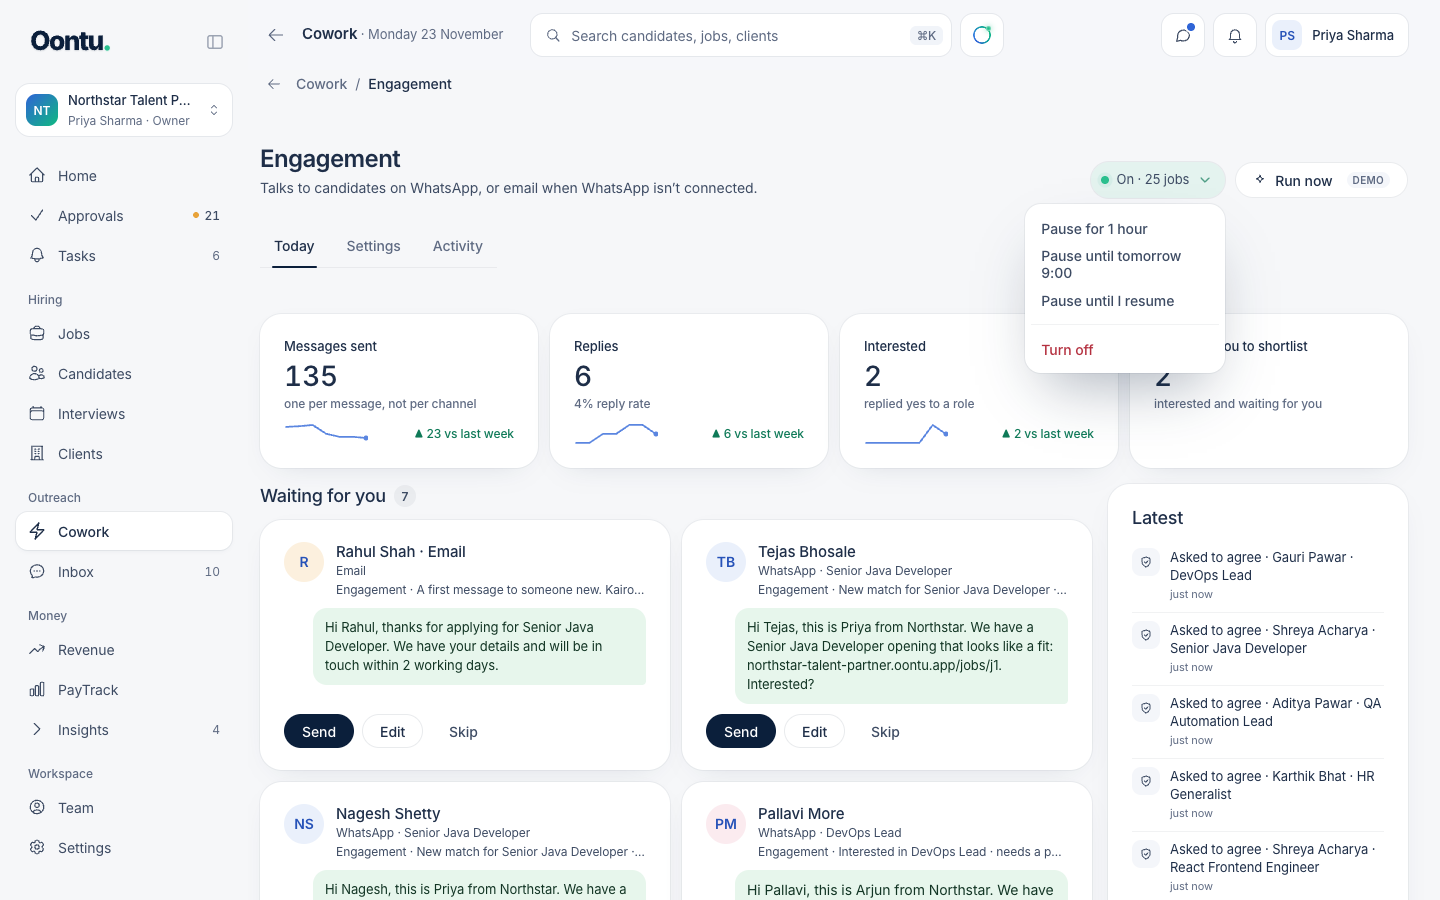 Oontu.
Cowork · Monday 23 November
Search candidates, jobs, clients
⌘K
PS
Priya Sharma
NT
Northstar Talent P...
Priya Sharma · Owner
Cowork / Engagement
Home
Approvals
21
Tasks
6
Hiring
Jobs
Candidates
Interviews
Clients
Outreach
Cowork
Inbox
10
Money
Revenue
PayTrack
Insights
4
Workspace
Team
Settings
Engagement
Talks to candidates on WhatsApp, or email when WhatsApp isn't connected.
On · 25 jobs
Run now
DEMO
Pause for 1 hour
Pause until tomorrow
9:00
Pause until I resume
Turn off
Today
Settings
Activity
Messages sent
135
one per message, not per channel
▲ 23 vs last week
Replies
6
4% reply rate
▲ 6 vs last week
Interested
2
replied yes to a role
▲ 2 vs last week
ou to shortlist
2
interested and waiting for you
Waiting for you
7
R
Rahul Shah · Email
Email
Engagement · A first message to someone new. Kairo...
Hi Rahul, thanks for applying for Senior Java
Developer. We have your details and will be in
touch within 2 working days.
Send
Edit
Skip
TB
Tejas Bhosale
WhatsApp · Senior Java Developer
Engagement · New match for Senior Java Developer ·...
Hi Tejas, this is Priya from Northstar. We have a
Senior Java Developer opening that looks like a fit:
northstar-talent-partner.oontu.app/jobs/j1.
Interested?
Send
Edit
Skip
NS
Nagesh Shetty
WhatsApp · Senior Java Developer
Engagement · New match for Senior Java Developer ·...
Hi Nagesh, this is Priya from Northstar. We have a
PM
Pallavi More
WhatsApp · DevOps Lead
Engagement · Interested in DevOps Lead · needs a p...
Hi Pallavi, this is Arjun from Northstar. We have
Latest
Asked to agree · Gauri Pawar ·
DevOps Lead
just now
Asked to agree · Shreya Acharya ·
Senior Java Developer
just now
Asked to agree · Aditya Pawar · QA
Automation Lead
just now
Asked to agree · Karthik Bhat · HR
Generalist
just now
Asked to agree · Shreya Acharya ·
React Frontend Engineer
just now